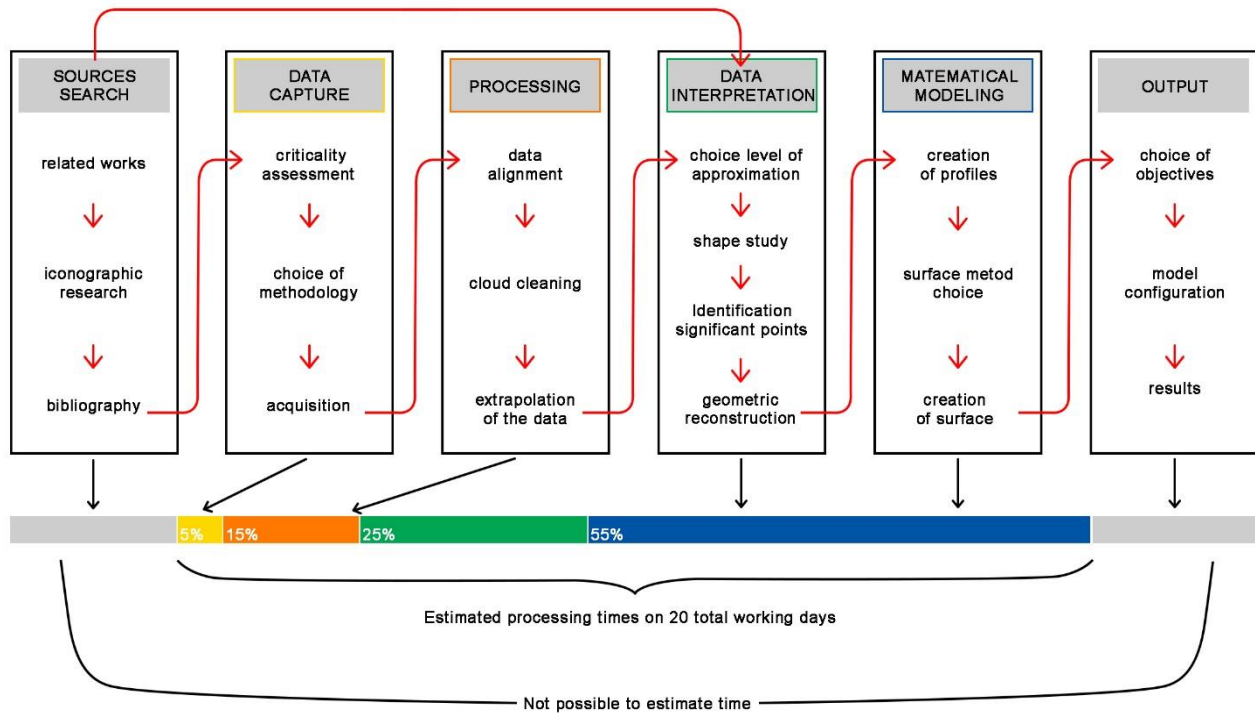 SOURCES
SEARCH
related works
iconographic
research
bibliography
DATA
CAPTURE
criticality
assessment
choice of
methodology
acquisition
PROCESSING
data
alignment
cloud cleaning
extrapolation
of the data
DATA
INTERPRETATION
choice level of
approximation
shape study
Identification
significant points
geometric
reconstruction
MATEMATICAL
MODELING
creation
of profiles
surface metod
choice
creation
of surface
OUTPUT
choice of
objectives
model
configuration
results
5%
15%
25%
55%
Estimated processing times on 20 total working days
Not possible to estimate time